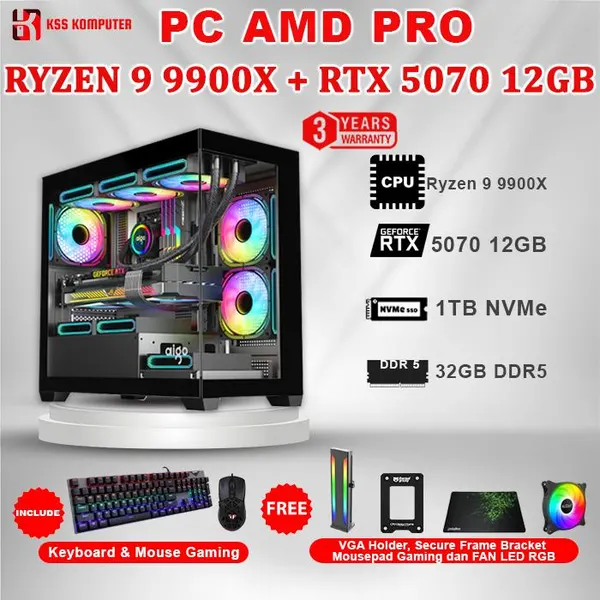 KSS KOMPUTER
PC AMD PRO
RYZEN 9 9900X + RTX 5070 12GB
3 YEARS
WARRANTY
CPU
Ryzen 9 9900X
GEFORCE
RTX
5070 12GB
NVMe SSD
1TB NVMe
DDR 5
32GB DDR5
aigo
GEFORCE RTX
aigo
INCLUDE
Keyboard & Mouse Gaming
FREE
VGA Holder, Secure Frame Bracket
Mousepad Gaming dan FAN LED RGB